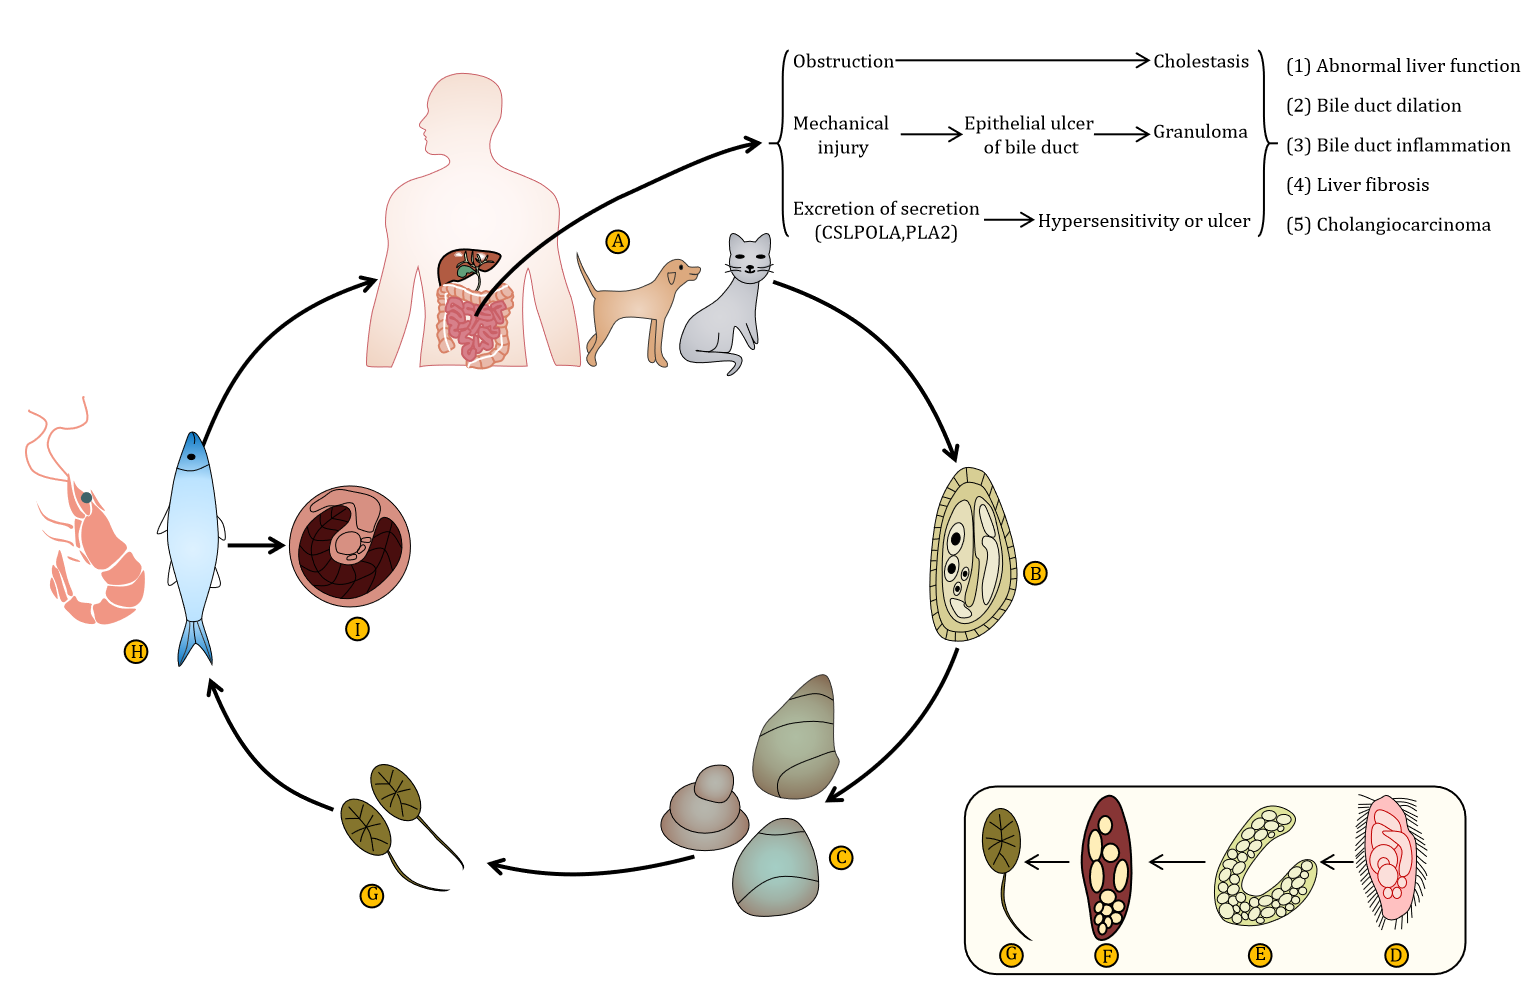 Obstruction
Cholestasis
Mechanical
injury
Epithelial ulcer
of bile duct
Granuloma
Excretion of secretion
(CSLPOLA,PLA2)
Hypersensitivity or ulcer
(1) Abnormal liver function
(2) Bile duct dilation
(3) Bile duct inflammation
(4) Liver fibrosis
(5) Cholangiocarcinoma
A
B
C
G
H
I
G
F
E
D